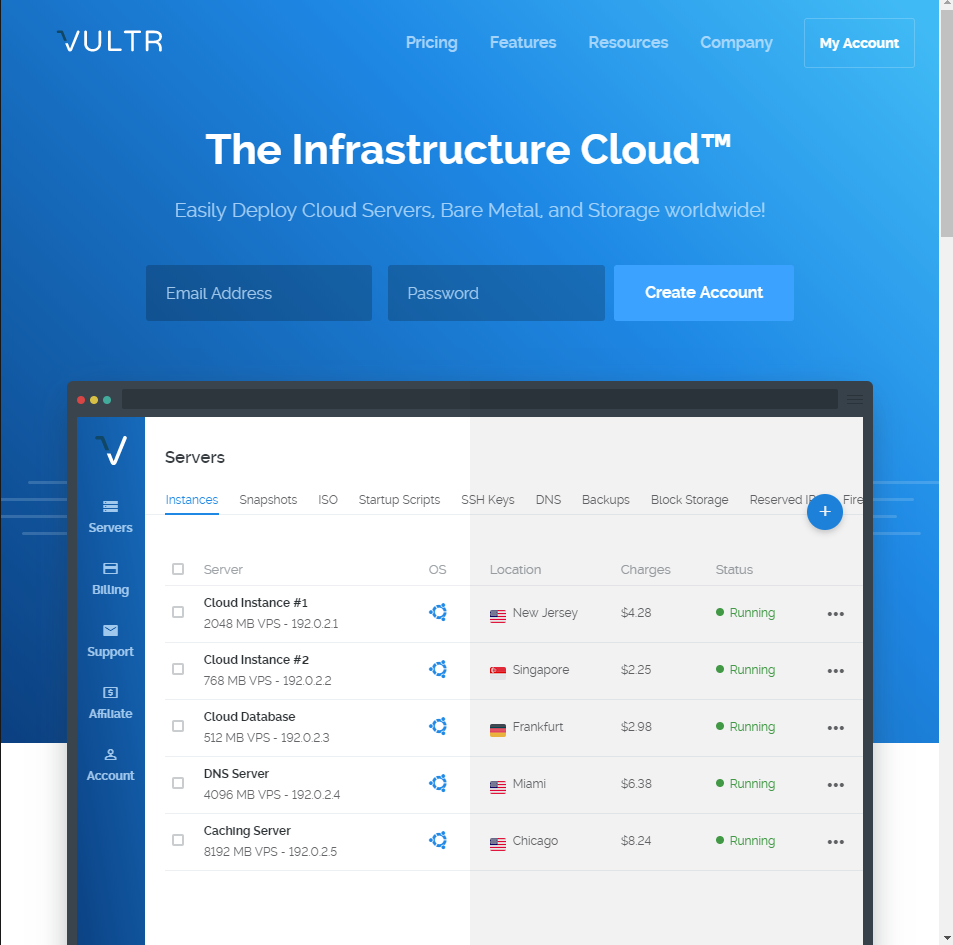 VULTR
Pricing Features Resources Company My Account
The Infrastructure Cloud™
Easily Deploy Cloud Servers, Bare Metal, and Storage worldwide!
Email Address Password Create Account
V
Servers
Billing
Support
Affiliate
Account
Servers
Instances Snapshots ISO Startup Scripts SSH Keys DNS Backups Block Storage Reserved + Fire
Server OS Location Charges Status
Cloud Instance #1
2048 MB VPS - 192.0.2.1 New Jersey $4.28 Running •••
Cloud Instance #2
768 MB VPS - 192.0.2.2 Singapore $2.25 Running •••
Cloud Database
512 MB VPS - 192.0.2.3 Frankfurt $2.98 Running •••
DNS Server
4096 MB VPS - 192.0.2.4 Miami $6.38 Running •••
Caching Server
8192 MB VPS - 192.0.2.5 Chicago $8.24 Running •••